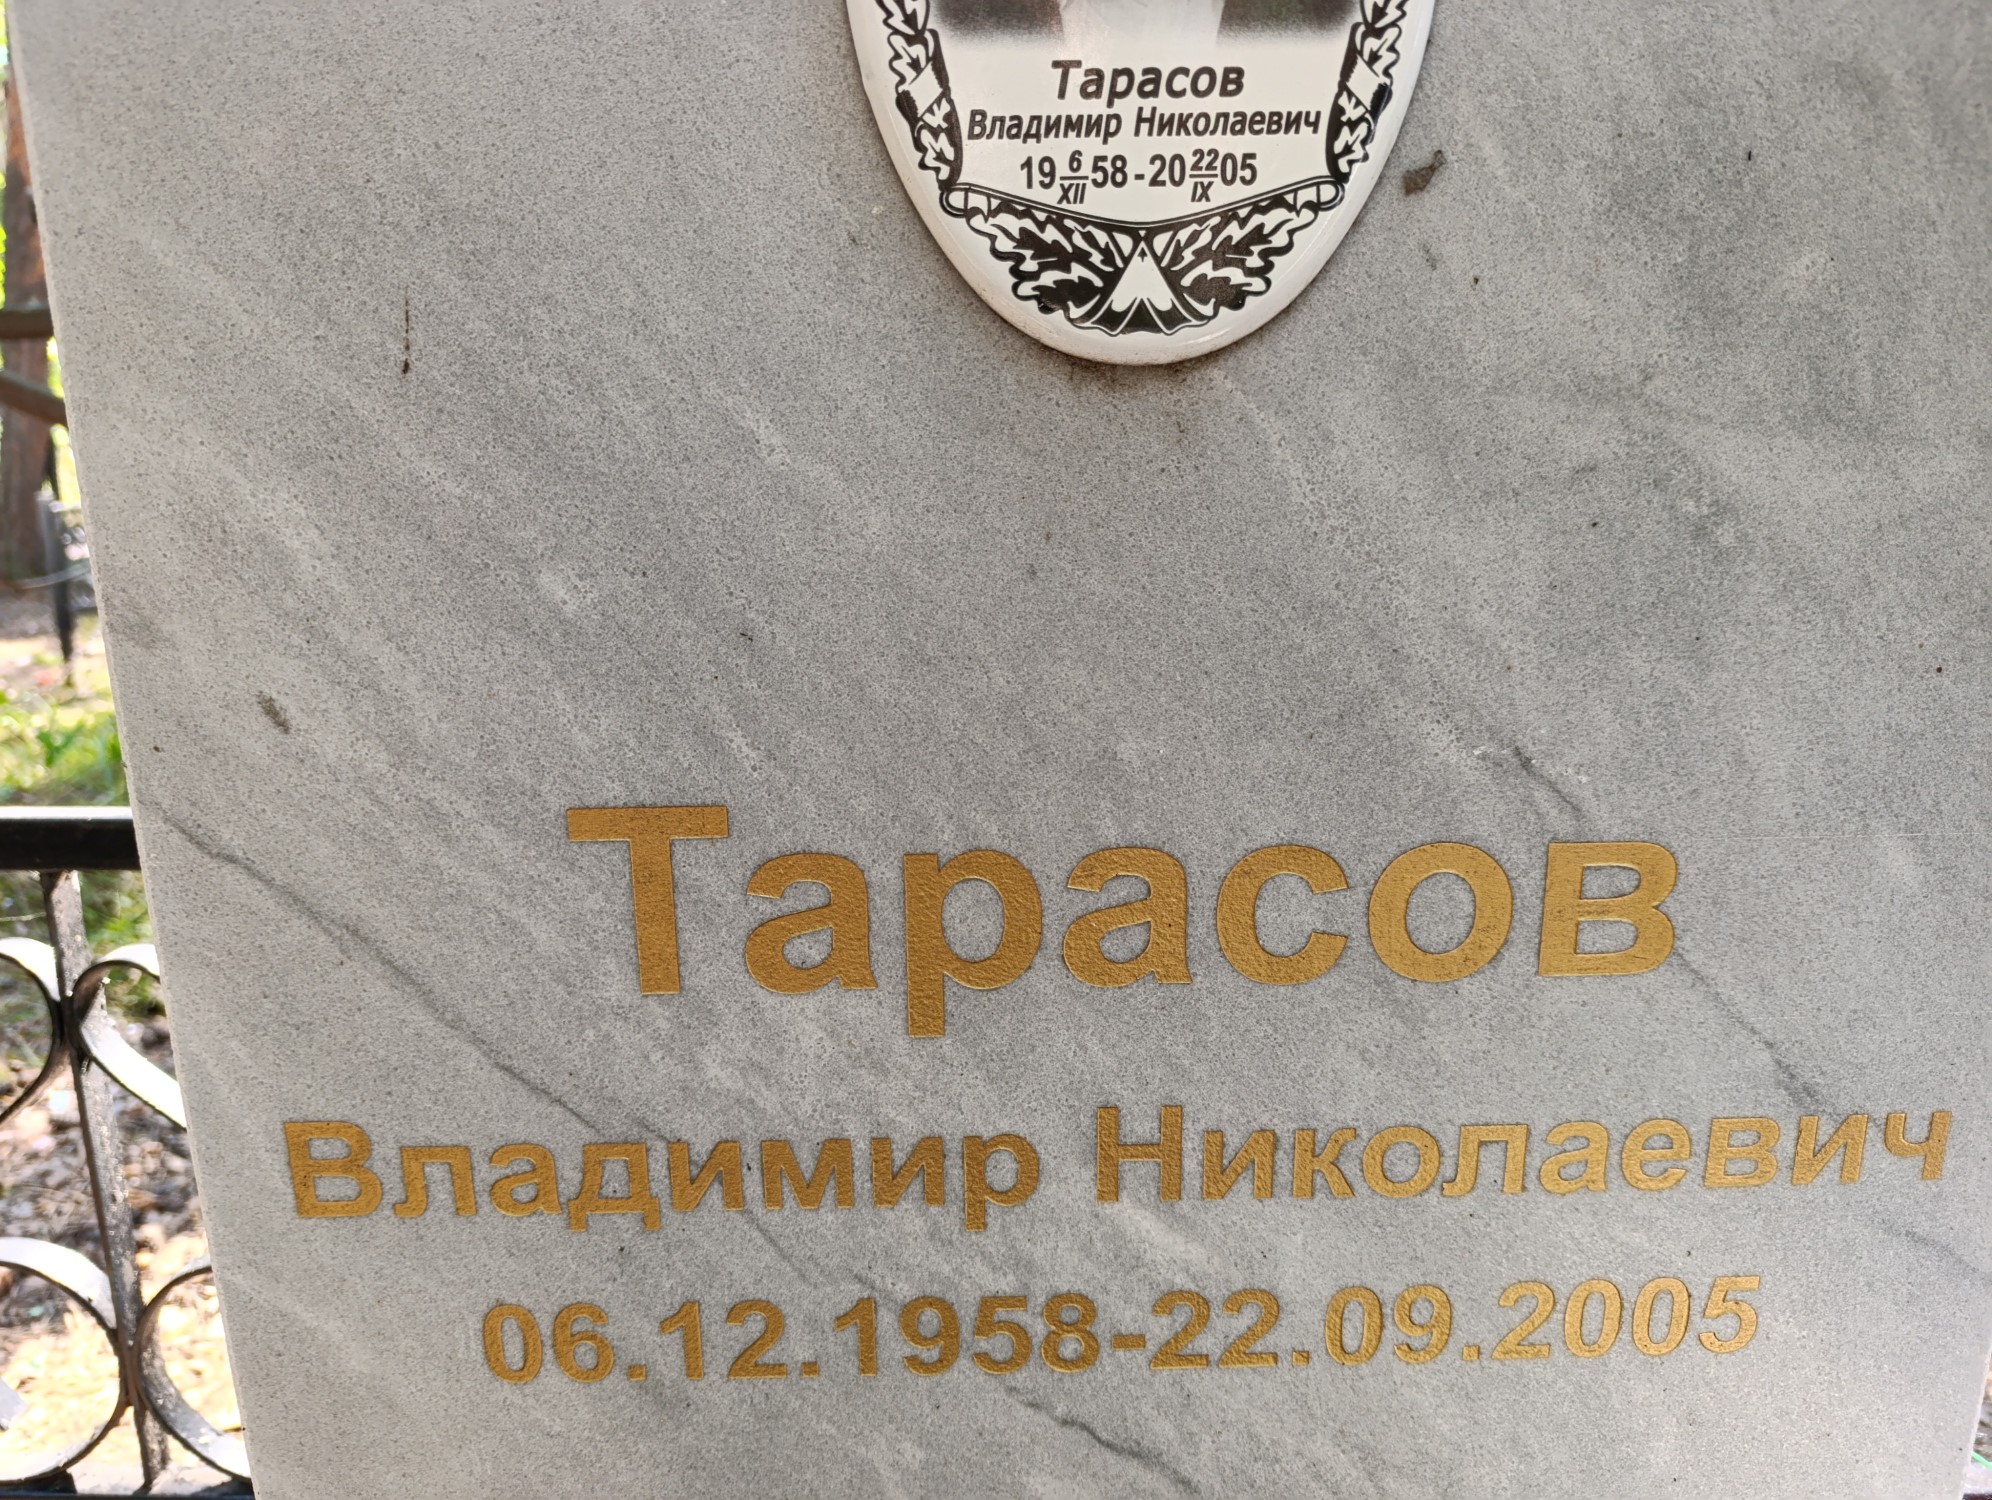 Тарасов
Владимир Николаевич
19 6/XII 58 - 20 22/IX 05
Тарасов
Владимир Николаевич
06.12.1958-22.09.2005